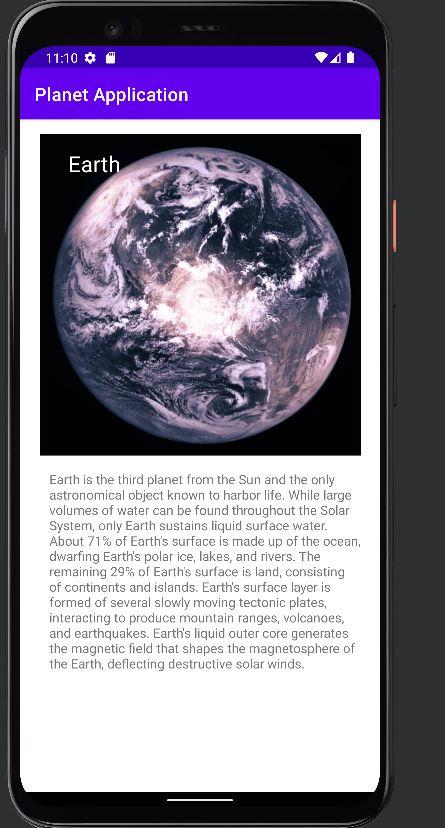 11:10
Planet Application
Earth
Earth is the third planet from the Sun and the only
astronomical object known to harbor life. While large
volumes of water can be found throughout the Solar
System, only Earth sustains liquid surface water.
About 71% of Earth's surface is made up of the ocean,
dwarfing Earth's polar ice, lakes, and rivers. The
remaining 29% of Earth's surface is land, consisting
of continents and islands. Earth's surface layer is
formed of several slowly moving tectonic plates,
interacting to produce mountain ranges, volcanoes,
and earthquakes. Earth's liquid outer core generates
the magnetic field that shapes the magnetosphere of
the Earth, deflecting destructive solar winds.